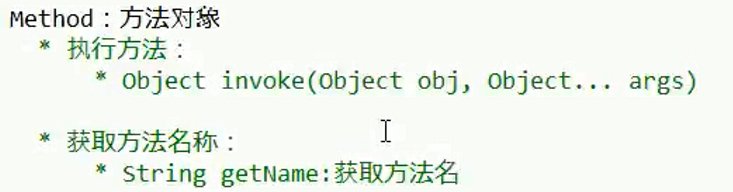 Method：方法对象
* 执行方法：
* Object invoke(Object obj, Object... args)
* 获取方法名称：
* String getName:获取方法名